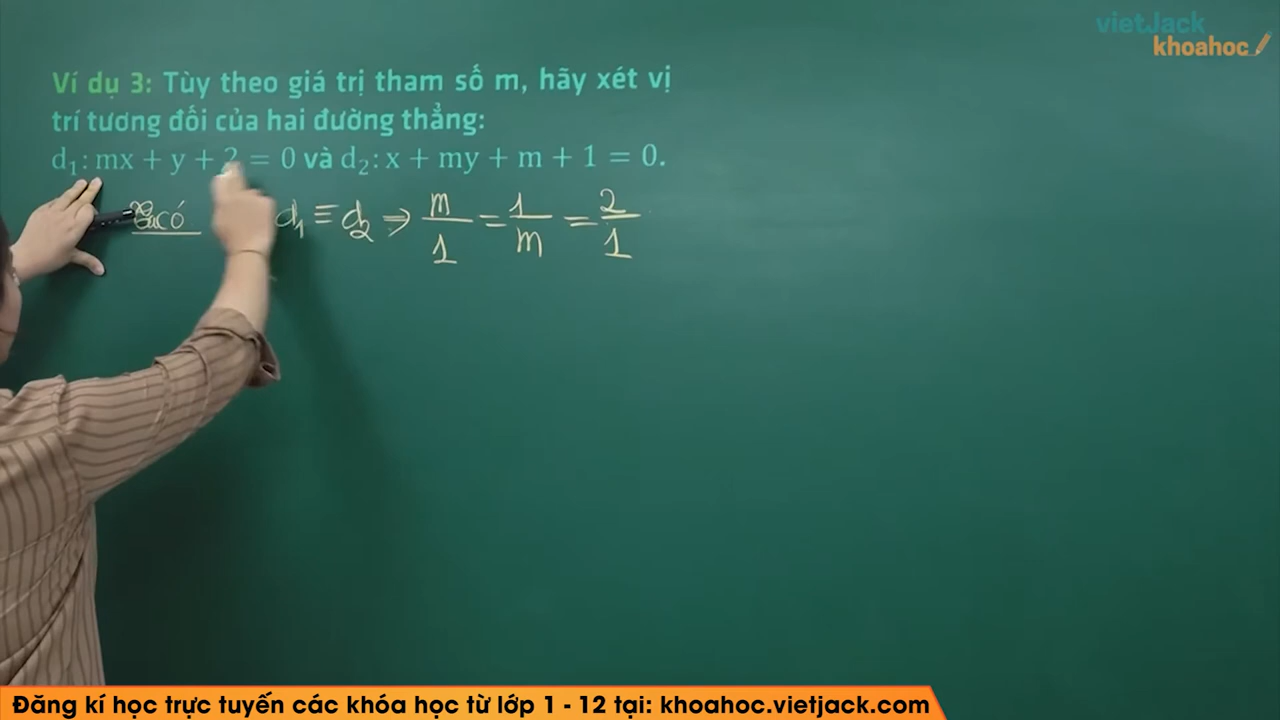 vietJack
khoahoc
Ví dụ 3: Tùy theo giá trị tham số m, hãy xét vị
trí tương đối của hai đường thẳng:
d₁: mx + y + 2 = 0 và d₂: x + my + m + 1 = 0.
có d₁ ≡ d₂ ⇒ m/1 = 1/m = 2/1
Đăng kí học trực tuyến các khóa học từ lớp 1 - 12 tại: khoahoc.vietjack.com